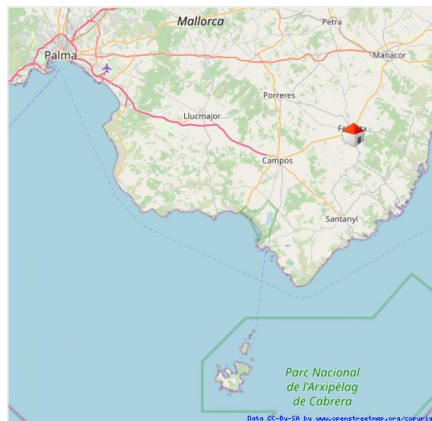 Mallorca
Petra
Palma
Manacor
Porreres
Llucmajor
Campos
Santanyí
Parc Nacional
de l'Arxipèlag
de Cabrera
Data CC-By-SA by www.openstreetmap.org/copyri